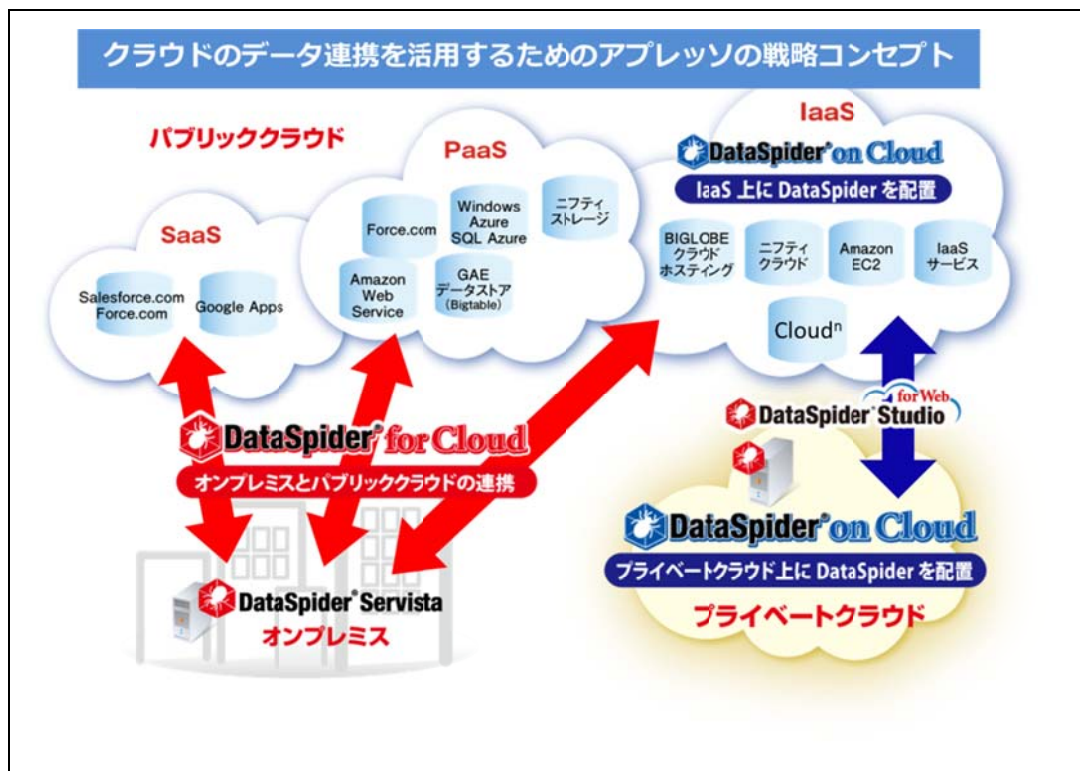 クラウドのデータ連携を活用するためのアプレッソの戦略コンセプト
パブリッククラウド
SaaS
Salesforce.com
Force.com
Google Apps
PaaS
Force.com
Windows
Azure
SQL Azure
ニフティ
ストレージ
Amazon
Web
Service
GAE
データストア
(Bigtable)
IaaS
DataSpider® on Cloud
IaaS 上に DataSpider を配置
BIGLOBE
クラウド
ホスティング
ニフティ
クラウド
Amazon
EC2
IaaS
サービス
Cloudⁿ
DataSpider® for Cloud
オンプレミスとパブリッククラウドの連携
DataSpider® Servista
オンプレミス
for Web
DataSpider® Studio
DataSpider® on Cloud
プライベートクラウド上に DataSpider を配置
プライベートクラウド